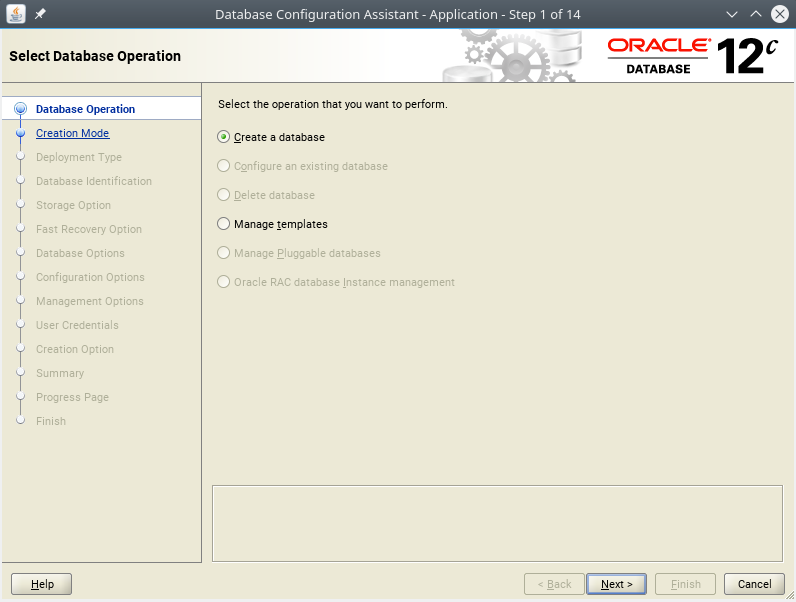 Database Configuration Assistant - Application - Step 1 of 14
Select Database Operation
ORACLE
DATABASE
12c
Database Operation
Creation Mode
Deployment Type
Database Identification
Storage Option
Fast Recovery Option
Database Options
Configuration Options
Management Options
User Credentials
Creation Option
Summary
Progress Page
Finish
Select the operation that you want to perform.
Create a database
Configure an existing database
Delete database
Manage templates
Manage Pluggable databases
Oracle RAC database Instance management
Help
< Back
Next >
Finish
Cancel